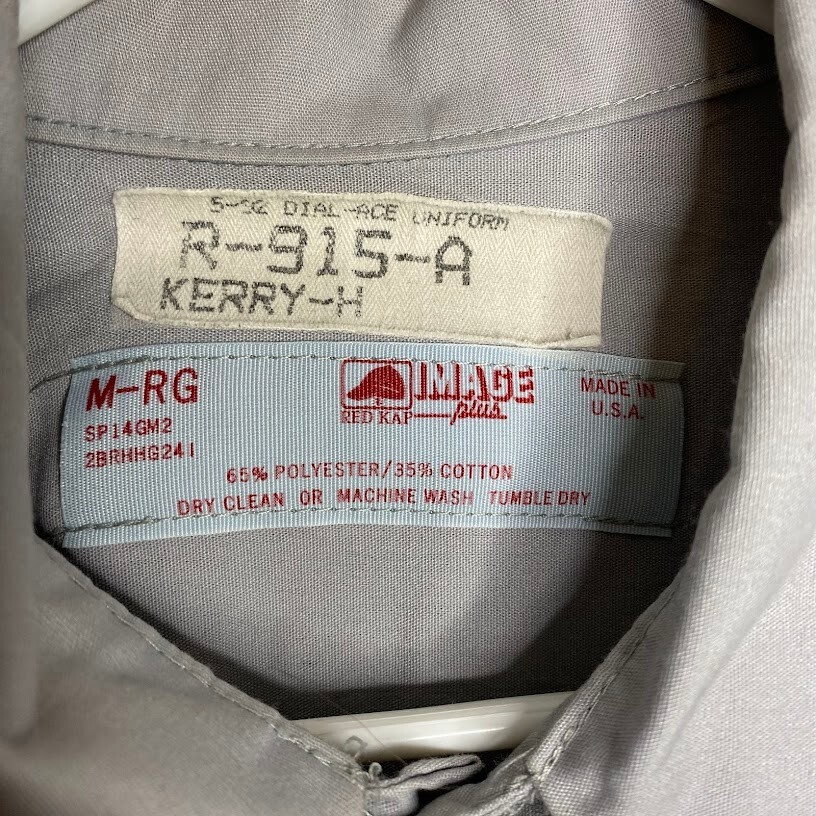 5-92 DIAL-ACE UNIFORM
R-915-A
KERRY-H
M-RG
SP14GM2
2BRHHG241
RED KAP
IMAGE
plus
MADE IN
U.S.A.
65% POLYESTER/35% COTTON
DRY CLEAN OR MACHINE WASH TUMBLE DRY